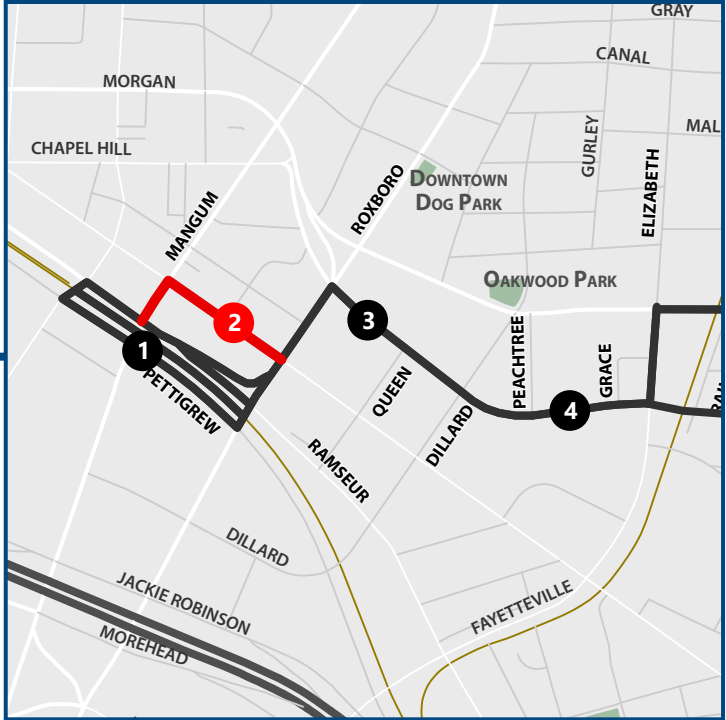 GRAY
CANAL
MORGAN
MAL
GURLEY
CHAPEL HILL
ELIZABETH
ROXBORO
DOWNTOWN
DOG PARK
MANGUM
OAKWOOD PARK
2
3
1
PEACHTREE
GRACE
PETTIGREW
QUEEN
4
DILLARD
RAMSEUR
DILLARD
JACKIE ROBINSON
FAYETTEVILLE
MOREHEAD